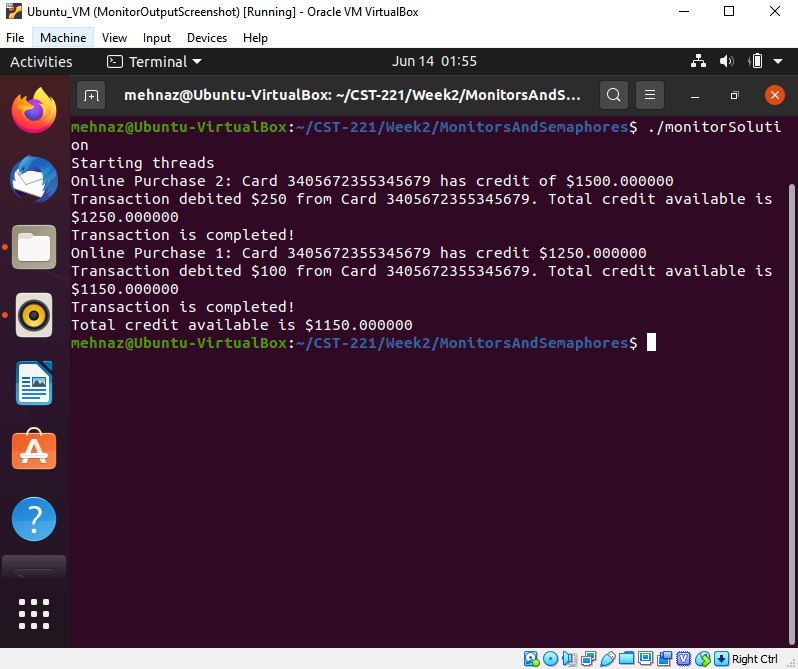 Ubuntu_VM (MonitorOutputScreenshot) [Running] - Oracle VM VirtualBox
File Machine View Input Devices Help
Activities Terminal Jun 14 01:55
mehnaz@Ubuntu-VirtualBox: ~/CST-221/Week2/MonitorsAndS...
mehnaz@Ubuntu-VirtualBox:~/CST-221/Week2/MonitorsAndSemaphores$ ./monitorSoluti
on
Starting threads
Online Purchase 2: Card 3405672355345679 has credit of $1500.000000
Transaction debited $250 from Card 3405672355345679. Total credit available is
$1250.000000
Transaction is completed!
Online Purchase 1: Card 3405672355345679 has credit $1250.000000
Transaction debited $100 from Card 3405672355345679. Total credit available is
$1150.000000
Transaction is completed!
Total credit available is $1150.000000
mehnaz@Ubuntu-VirtualBox:~/CST-221/Week2/MonitorsAndSemaphores$
Right Ctrl